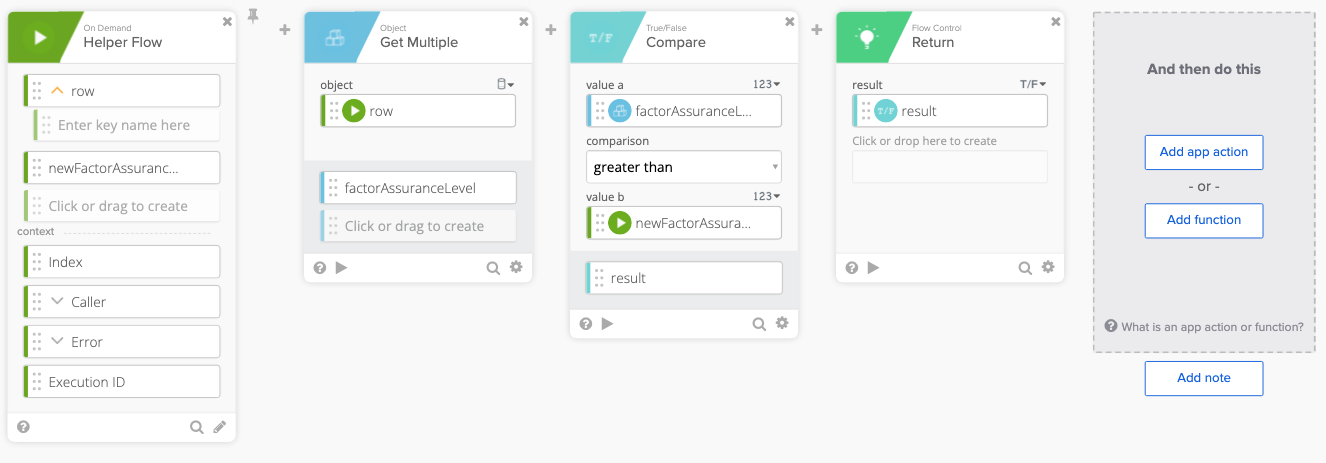 On Demand
Helper Flow
row
Enter key name here
newFactorAssuranc...
Click or drag to create
context
Index
Caller
Error
Execution ID
Object
Get Multiple
object
row
factorAssuranceLevel
Click or drag to create
T/F
True/False
Compare
value a
123
factorAssuranceL...
comparison
greater than
value b
123
newFactorAssura...
result
Flow Control
Return
result
T/F
T/F
result
Click or drop here to create
And then do this
Add app action
- or -
Add function
What is an app action or function?
Add note